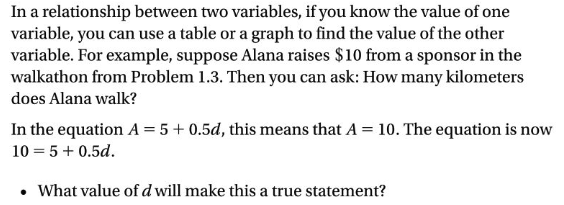 In a relationship between two variables, if you know the value of one
variable, you can use a table or a graph to find the value of the other
variable. For example, suppose Alana raises $10 from a sponsor in the
walkathon from Problem 1.3. Then you can ask: How many kilometers
does Alana walk?
In the equation A = 5 + 0.5d, this means that A = 10. The equation is now
10 = 5 + 0.5d.
• What value of d will make this a true statement?